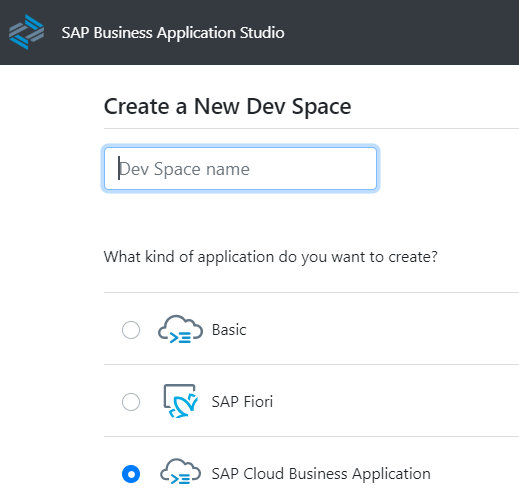 SAP Business Application Studio
Create a New Dev Space
Dev Space name
What kind of application do you want to create?
Basic
SAP Fiori
SAP Cloud Business Application